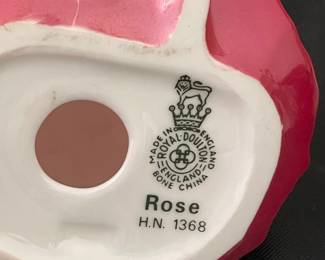 MADE IN ENGLAND
ROYAL·DOULTON
ENGLAND
BONE CHINA
Rose
H.N. 1368